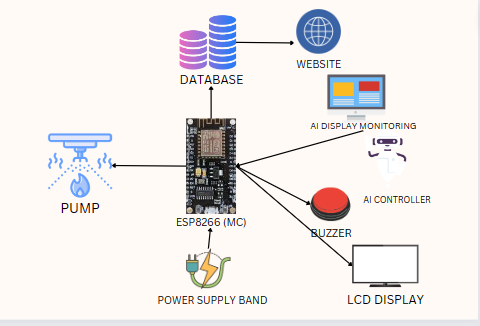 DATABASE
WEBSITE
AI DISPLAY MONITORING
AI CONTROLLER
PUMP
ESP8266 (MC)
BUZZER
POWER SUPPLY BAND
LCD DISPLAY